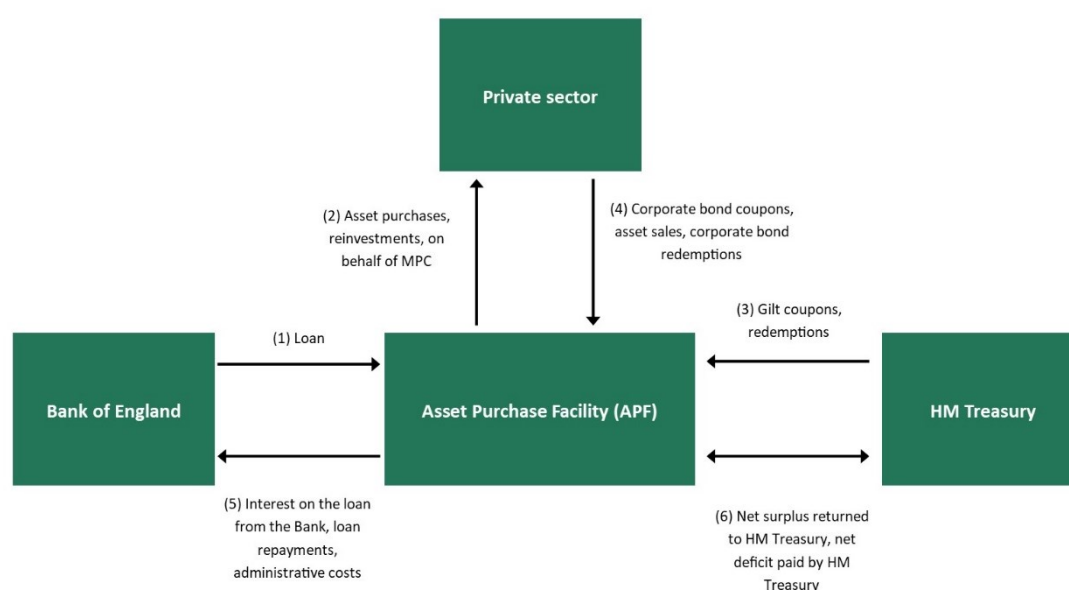 Private sector
(2) Asset purchases,
reinvestments, on
behalf of MPC
(4) Corporate bond coupons,
asset sales, corporate bond
redemptions
(1) Loan
(3) Gilt coupons,
redemptions
Bank of England
Asset Purchase Facility (APF)
HM Treasury
(5) Interest on the loan
from the Bank, loan
repayments,
administrative costs
(6) Net surplus returned
to HM Treasury, net
deficit paid by HM
Treasury